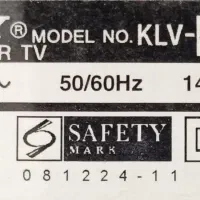 ® MODEL NO. KLV-
R TV
~ 50/60Hz 14
S SAFETY
MARK
081224-11